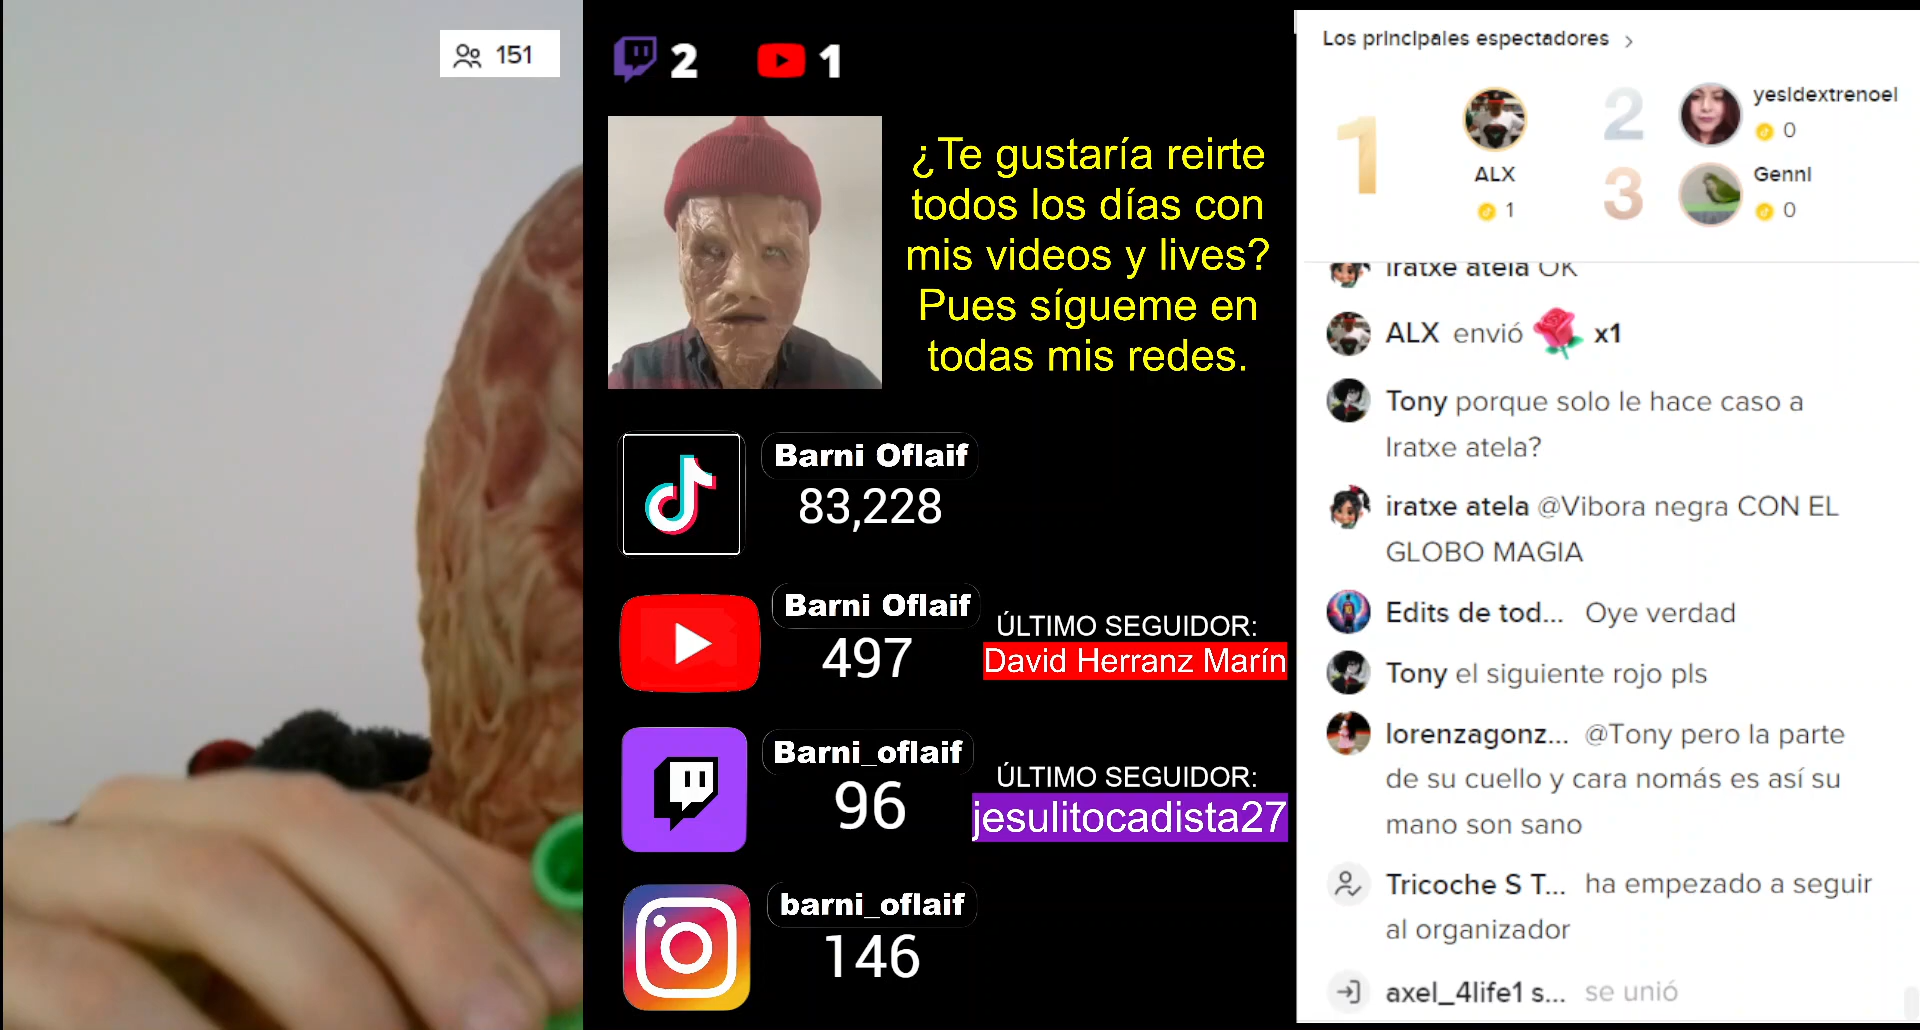 151
2
1
¿Te gustaría reirte
todos los días con
mis videos y lives?
Pues sígueme en
todas mis redes.
Barni Oflaif
83,228
Barni Oflaif
497
ÚLTIMO SEGUIDOR:
David Herranz Marín
Barni_oflaif
96
ÚLTIMO SEGUIDOR:
jesulitocadista27
barni_oflaif
146
Los principales espectadores
1
ALX
1
2
yesIdextrenoel
0
3
GennI
0
iratxe atela OK
ALX envió x1
Tony porque solo le hace caso a
Iratxe atela?
iratxe atela @Vibora negra CON EL
GLOBO MAGIA
Edits de tod... Oye verdad
Tony el siguiente rojo pls
lorenzagonz... @Tony pero la parte
de su cuello y cara nomás es así su
mano son sano
Tricoche S T... ha empezado a seguir
al organizador
axel_4life1 s... se unió